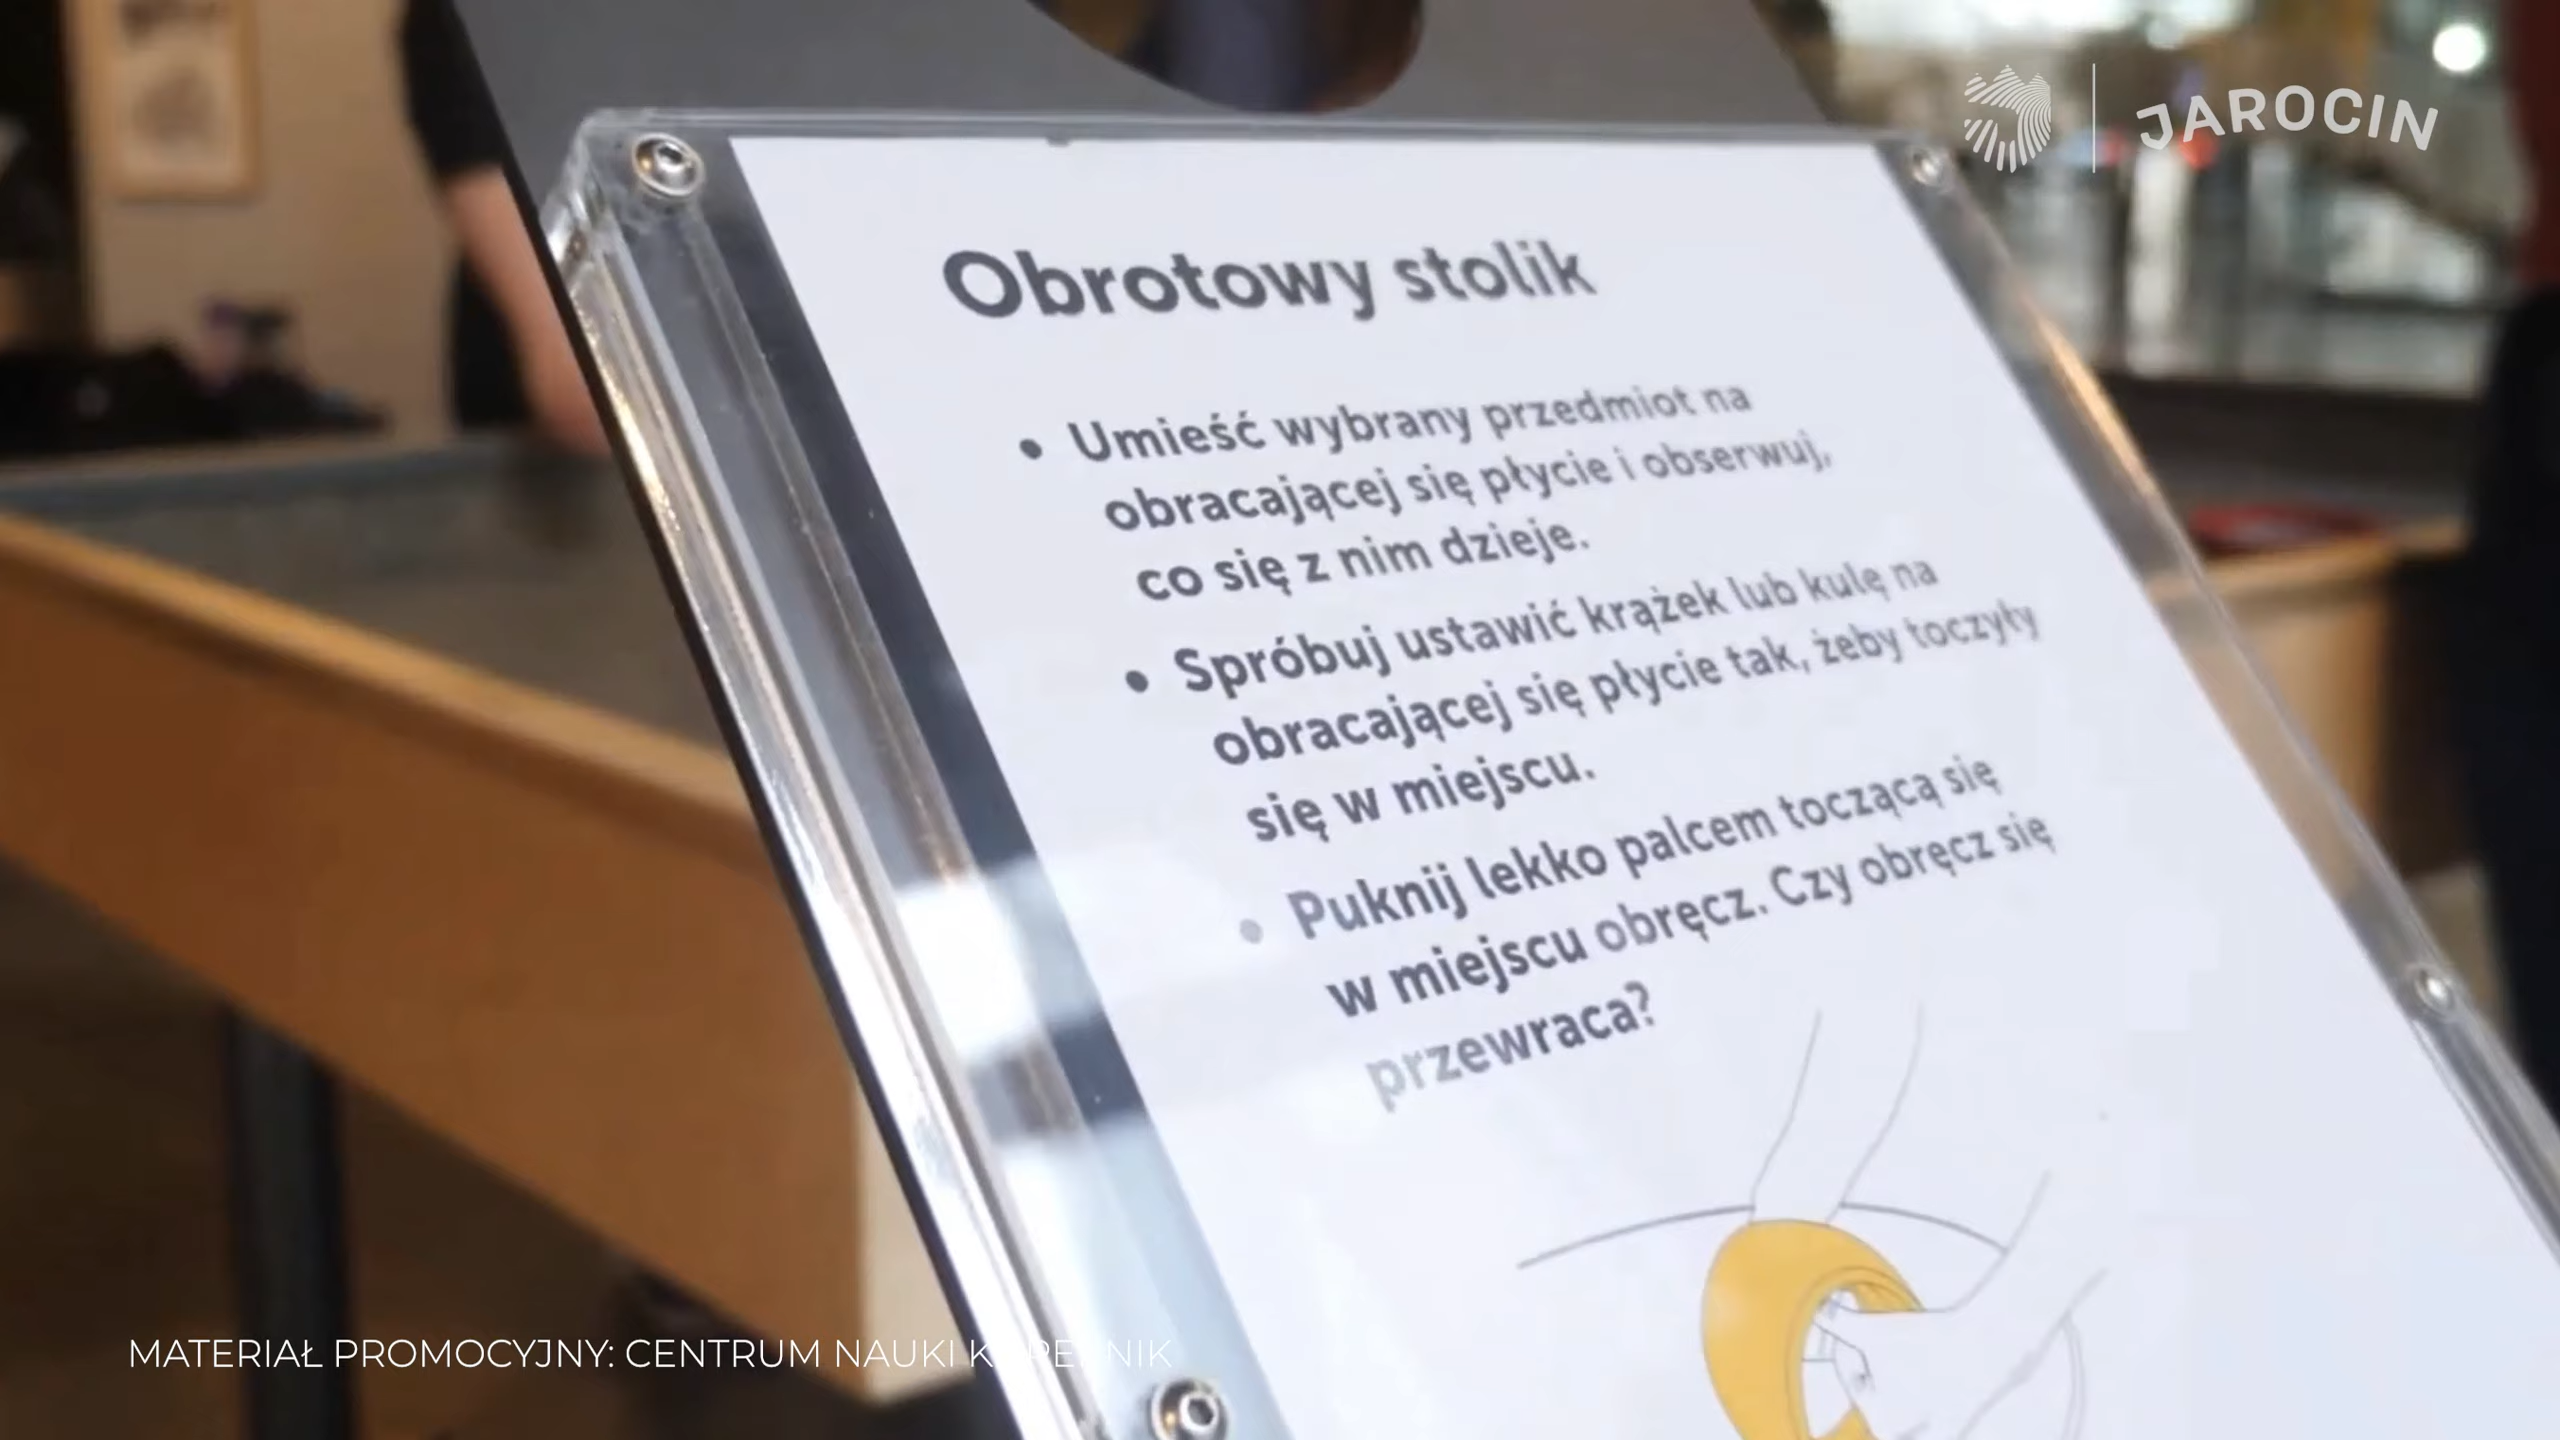 JAROCIN
Obrotowy stolik
• Umieść wybrany przedmiot na
obracającej się płycie i obserwuj,
co się z nim dzieje.
• Spróbuj ustawić krążek lub kulę na
obracającej się płycie tak, żeby toczyły
się w miejscu.
• Puknij lekko palcem toczącą się
w miejscu obręcz. Czy obręcz się
przewraca?
MATERIAŁ PROMOCYJNY: CENTRUM NAUKI KOPERNIK